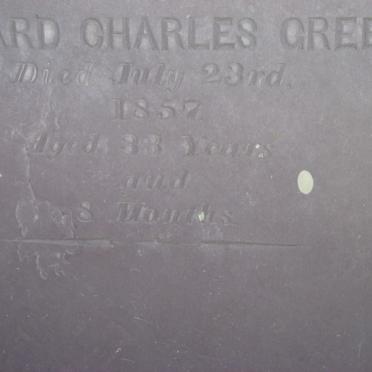 ARD CHARLES GREE
Died July 23rd.
1857
Aged 33 Years
and
8 Months